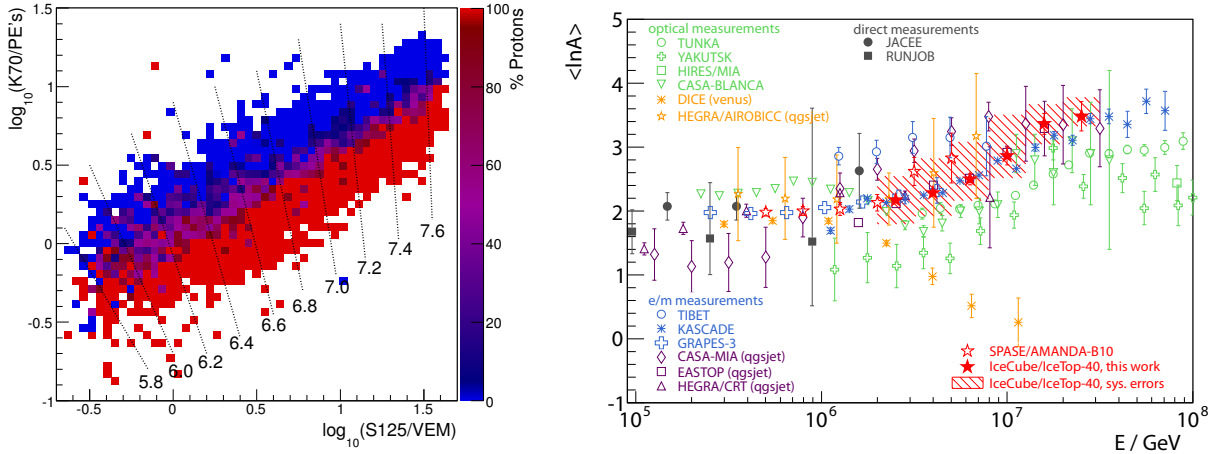 log10(K70/PE's)
1.5
1
0.5
0
-0.5
-1
-0.5
0
0.5
1
1.5
log10(S125/VEM)
5.8
6.0
6.2
6.4
6.6
6.8
7.0
7.2
7.4
7.6
% Protons
100
80
60
40
20
0
<lnA>
5
4
3
2
1
0
-1
optical measurements
TUNKA
YAKUTSK
HIRES/MIA
CASA-BLANCA
DICE (venus)
HEGRA/AIROBICC (qgsjet)
direct measurements
JACEE
RUNJOB
e/m measurements
TIBET
KASCADE
GRAPES-3
CASA-MIA (qgsjet)
EASTOP (qgsjet)
HEGRA/CRT (qgsjet)
SPASE/AMANDA-B10
IceCube/IceTop-40, this work
IceCube/IceTop-40, sys. errors
10^5
10^6
10^7
10^8
E / GeV